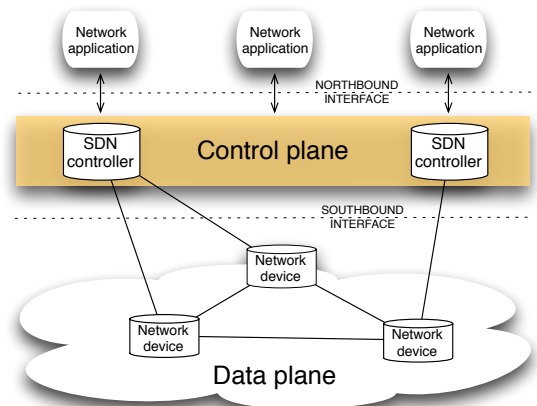 Network
application
Network
application
Network
application
NORTHBOUND
INTERFACE
SDN
controller
Control plane
SDN
controller
SOUTHBOUND
INTERFACE
Network
device
Network
device
Network
device
Data plane